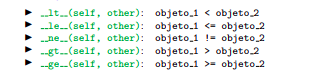 ▶ __lt__(self, other): objeto_1 < objeto_2
▶ __le__(self, other): objeto_1 <= objeto_2
▶ __ne__(self, other): objeto_1 != objeto_2
▶ __gt__(self, other): objeto_1 > objeto_2
▶ __ge__(self, other): objeto_1 >= objeto_2